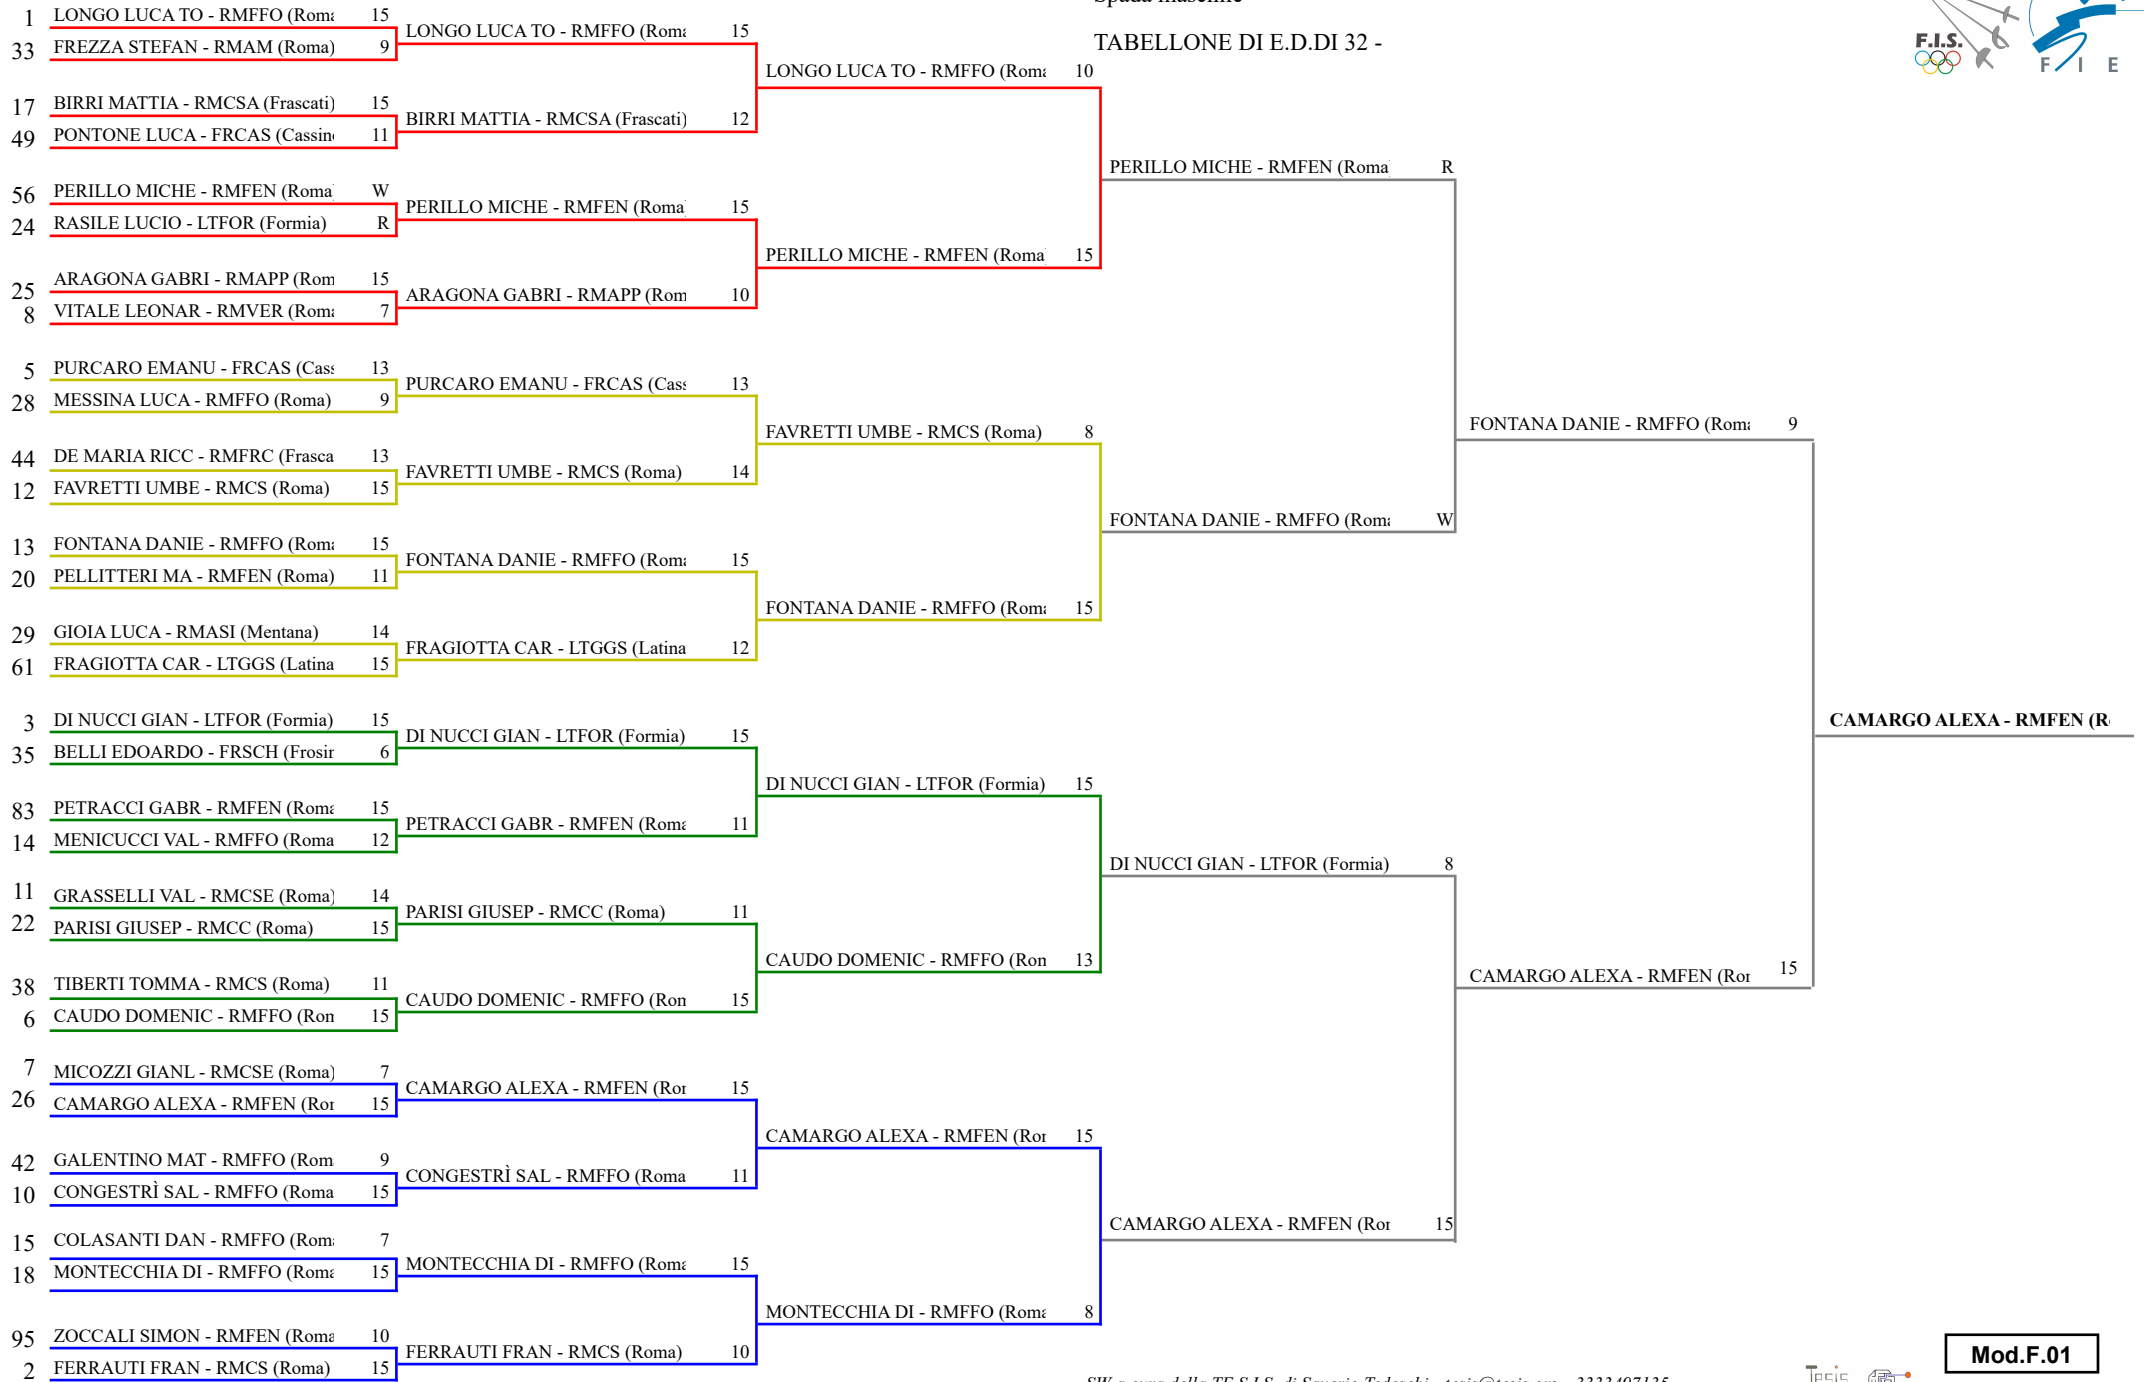 TABELLONE DI E.D.DI 32 -
F.I.S.
F I E
1 LONGO LUCA TO - RMFFO (Roma 15
33 FREZZA STEFAN - RMAM (Roma) 9
17 BIRRI MATTIA - RMCSA (Frascati) 15
49 PONTONE LUCA - FRCAS (Cassin 11
56 PERILLO MICHE - RMFEN (Roma W
24 RASILE LUCIO - LTFOR (Formia) R
25 ARAGONA GABRI - RMAPP (Rom 15
8 VITALE LEONAR - RMVER (Roma 7
5 PURCARO EMANU - FRCAS (Cass 13
28 MESSINA LUCA - RMFFO (Roma) 9
44 DE MARIA RICC - RMFRC (Frasca 13
12 FAVRETTI UMBE - RMCS (Roma) 15
13 FONTANA DANIE - RMFFO (Roma 15
20 PELLITTERI MA - RMFEN (Roma) 11
29 GIOIA LUCA - RMASI (Mentana) 14
61 FRAGIOTTA CAR - LTGGS (Latina 15
3 DI NUCCI GIAN - LTFOR (Formia) 15
35 BELLI EDOARDO - FRSCH (Frosin 6
83 PETRACCI GABR - RMFEN (Roma 15
14 MENICUCCI VAL - RMFFO (Roma 12
11 GRASSELLI VAL - RMCSE (Roma) 14
22 PARISI GIUSEP - RMCC (Roma) 15
38 TIBERTI TOMMA - RMCS (Roma) 11
6 CAUDO DOMENIC - RMFFO (Rom 15
7 MICOZZI GIANL - RMCSE (Roma) 7
26 CAMARGO ALEXA - RMFEN (Rom 15
42 GALENTINO MAT - RMFFO (Rom 9
10 CONGESTRÌ SAL - RMFFO (Roma 15
15 COLASANTI DAN - RMFFO (Rom 7
18 MONTECCHIA DI - RMFFO (Roma 15
95 ZOCCALI SIMON - RMFEN (Roma 10
2 FERRAUTI FRAN - RMCS (Roma) 15
LONGO LUCA TO - RMFFO (Roma 15
BIRRI MATTIA - RMCSA (Frascati) 12
PERILLO MICHE - RMFEN (Roma 15
ARAGONA GABRI - RMAPP (Rom 10
PURCARO EMANU - FRCAS (Cass 13
FAVRETTI UMBE - RMCS (Roma) 14
FONTANA DANIE - RMFFO (Roma 15
FRAGIOTTA CAR - LTGGS (Latina 12
DI NUCCI GIAN - LTFOR (Formia) 15
PETRACCI GABR - RMFEN (Roma 11
PARISI GIUSEP - RMCC (Roma) 11
CAUDO DOMENIC - RMFFO (Rom 15
CAMARGO ALEXA - RMFEN (Rom 15
CONGESTRÌ SAL - RMFFO (Roma 11
MONTECCHIA DI - RMFFO (Roma 15
FERRAUTI FRAN - RMCS (Roma) 10
LONGO LUCA TO - RMFFO (Roma 10
PERILLO MICHE - RMFEN (Roma 15
FAVRETTI UMBE - RMCS (Roma) 8
FONTANA DANIE - RMFFO (Roma 15
DI NUCCI GIAN - LTFOR (Formia) 15
CAUDO DOMENIC - RMFFO (Rom 13
CAMARGO ALEXA - RMFEN (Rom 15
MONTECCHIA DI - RMFFO (Roma 8
PERILLO MICHE - RMFEN (Roma R
FONTANA DANIE - RMFFO (Roma W
DI NUCCI GIAN - LTFOR (Formia) 8
CAMARGO ALEXA - RMFEN (Rom 15
FONTANA DANIE - RMFFO (Roma 9
CAMARGO ALEXA - RMFEN (Rom 15
CAMARGO ALEXA - RMFEN (R
Mod.F.01